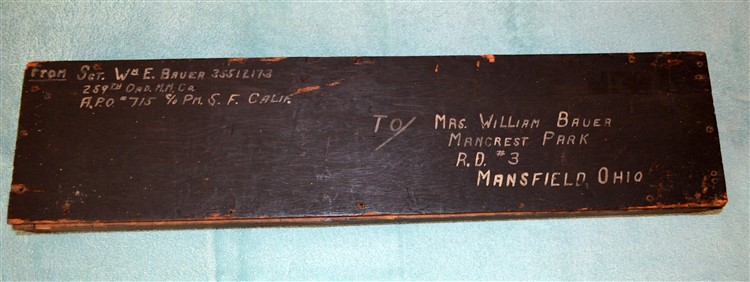 FROM SGT. WM E. BAUER 35512173
259TH ORD. M.M. CO.
A.P.O. #715 C/O PM. S. F. CALIF.
TO/ MRS. WILLIAM BAUER
MANCREST PARK
R.D. #3
MANSFIELD, OHIO